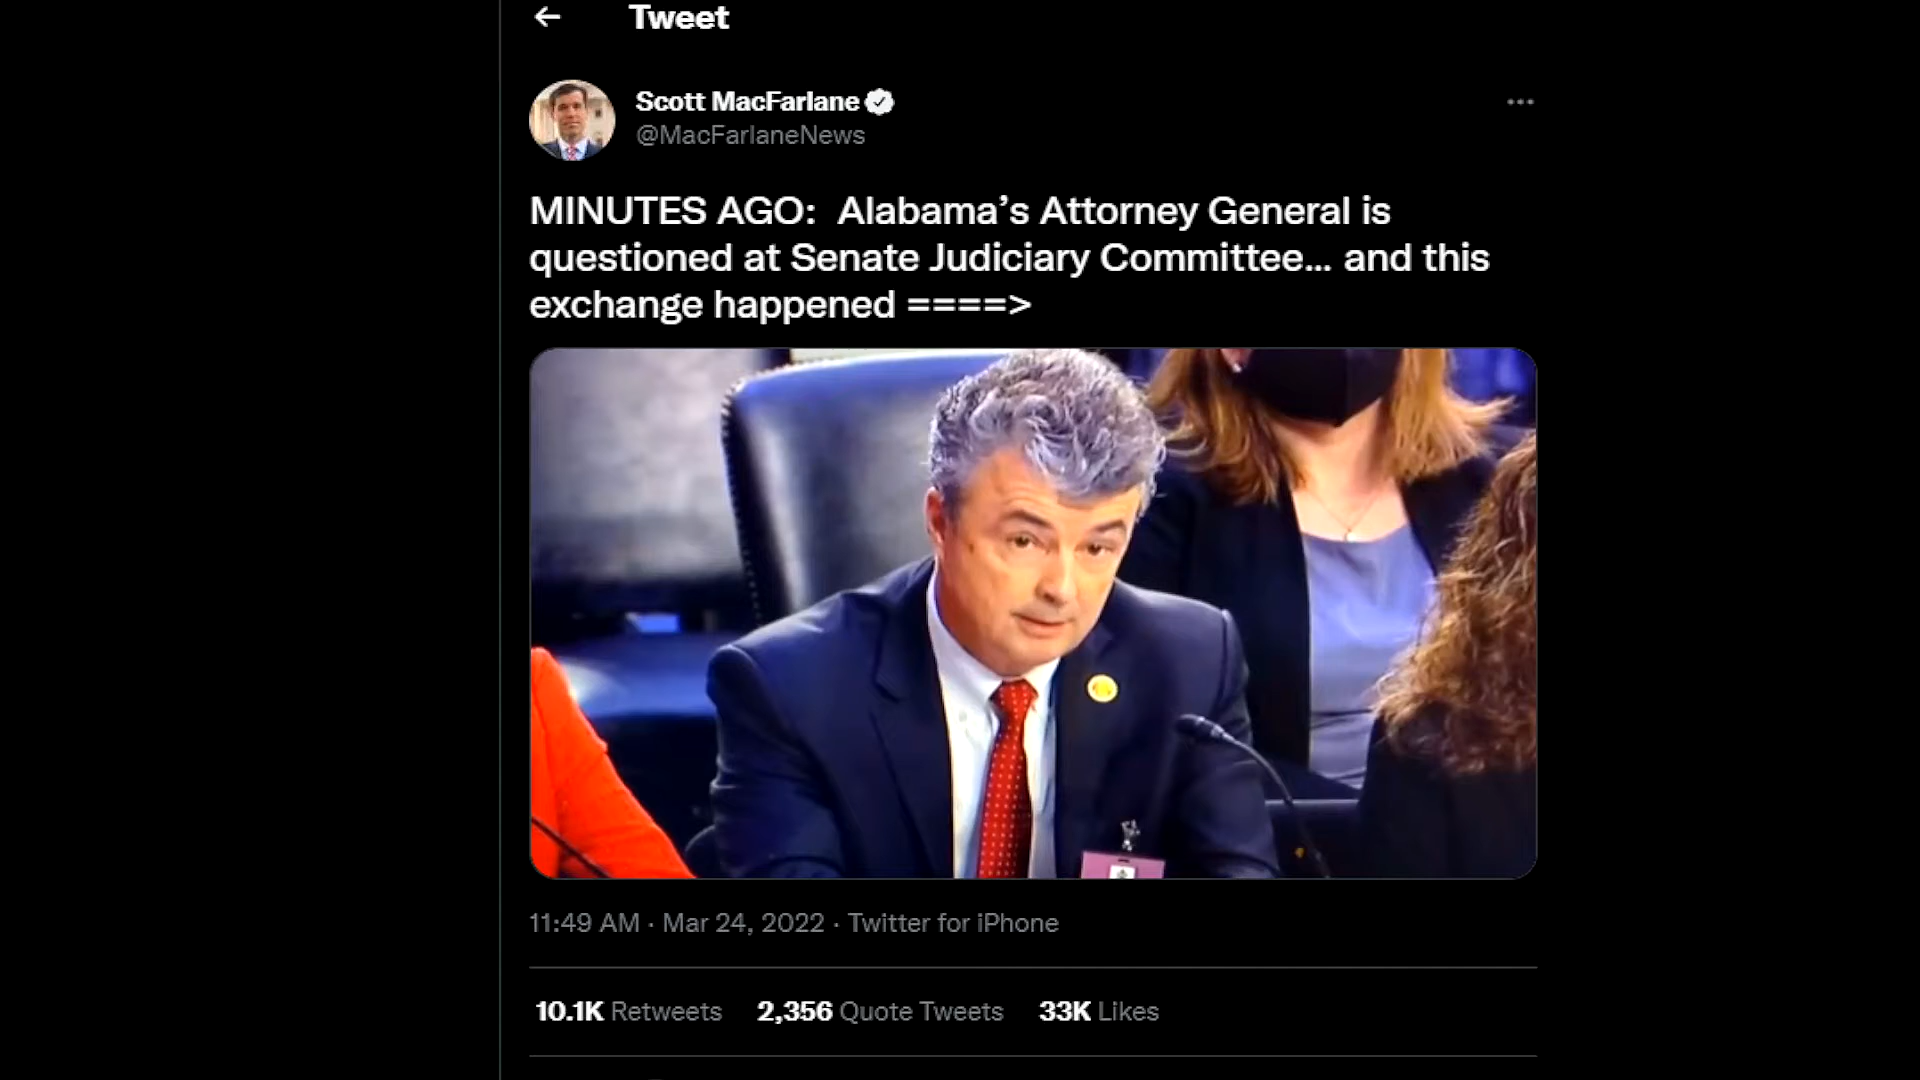 Tweet
Scott MacFarlane
@MacFarlaneNews
MINUTES AGO:  Alabama’s Attorney General is
questioned at Senate Judiciary Committee... and this
exchange happened ====>
11:49 AM · Mar 24, 2022 · Twitter for iPhone
10.1K Retweets 2,356 Quote Tweets 33K Likes